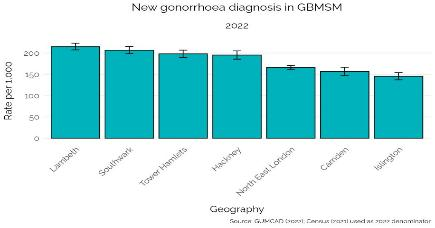 New gonorrhoea diagnosis in GBMSM
2022
Rate per 1,000
200
150
100
50
0
Lambeth
Southwark
Tower Hamlets
Hackney
North East London
Camden
Islington
Geography
Source: GUMCAD (2022); Census (2021) used as 2022 denominator